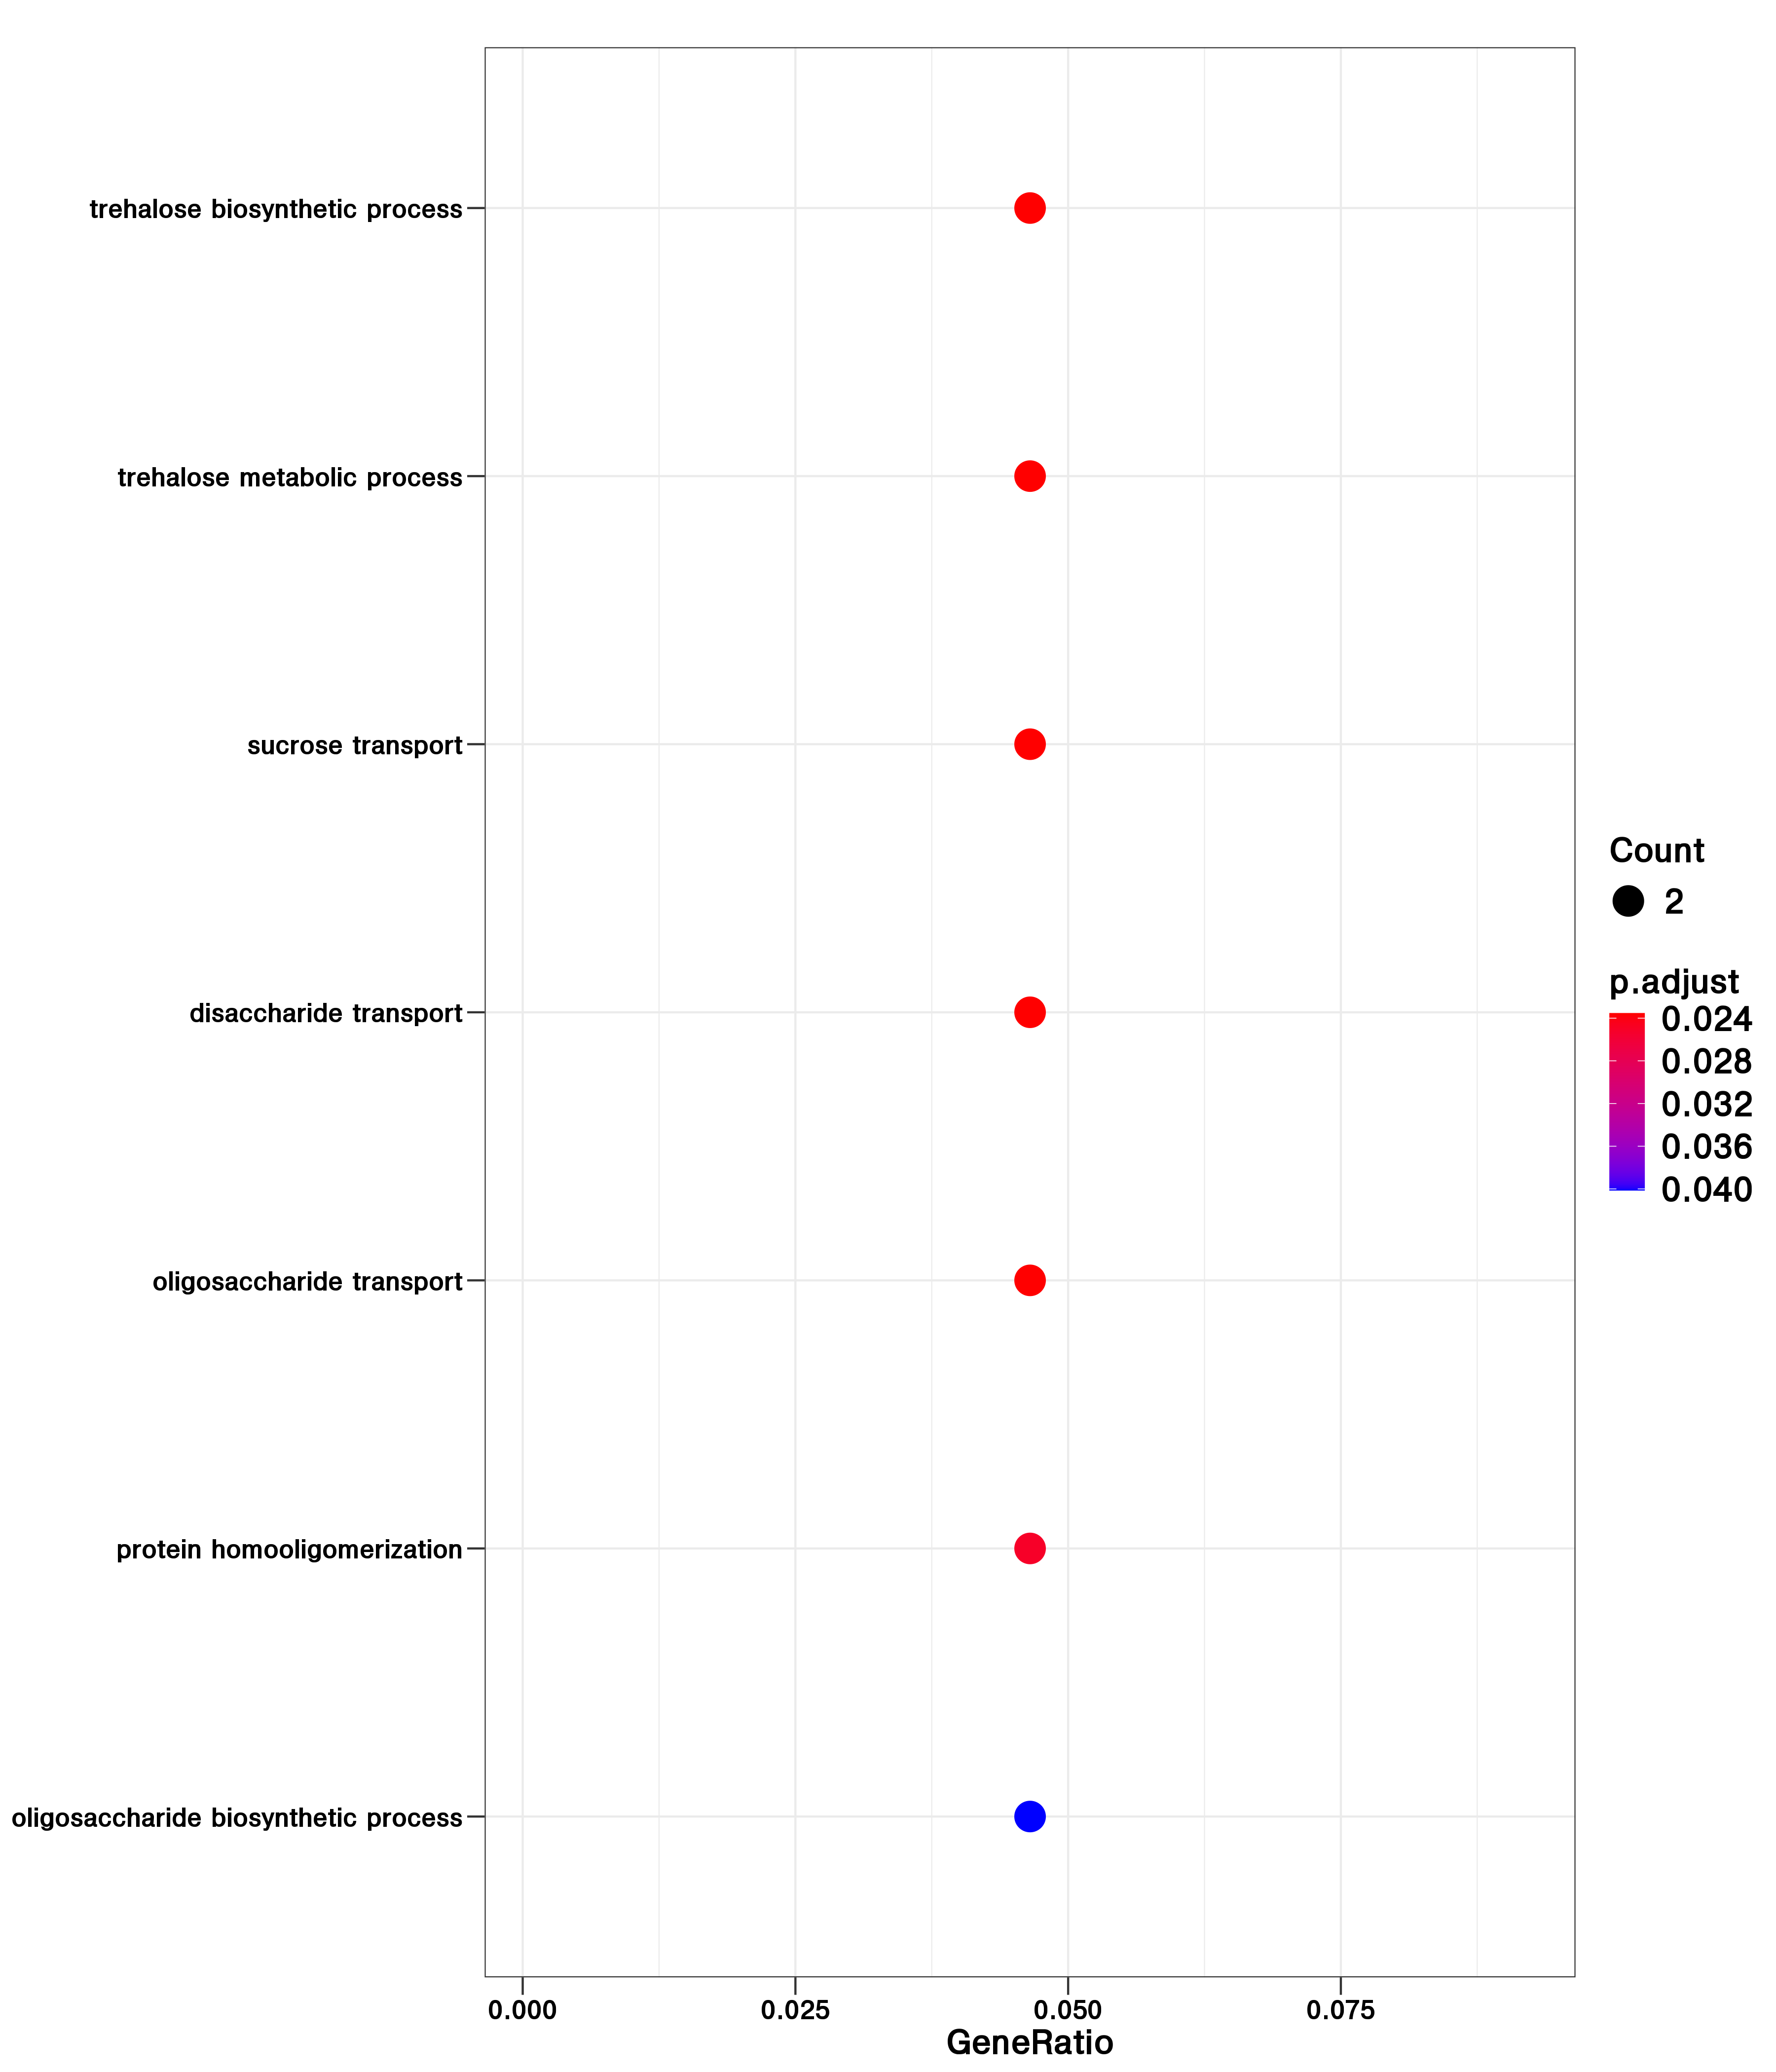 trehalose biosynthetic process
trehalose metabolic process
sucrose transport
disaccharide transport
oligosaccharide transport
protein homooligomerization
oligosaccharide biosynthetic process
0.000 0.025 0.050 0.075
GeneRatio
Count
2
p.adjust
0.024
0.028
0.032
0.036
0.040